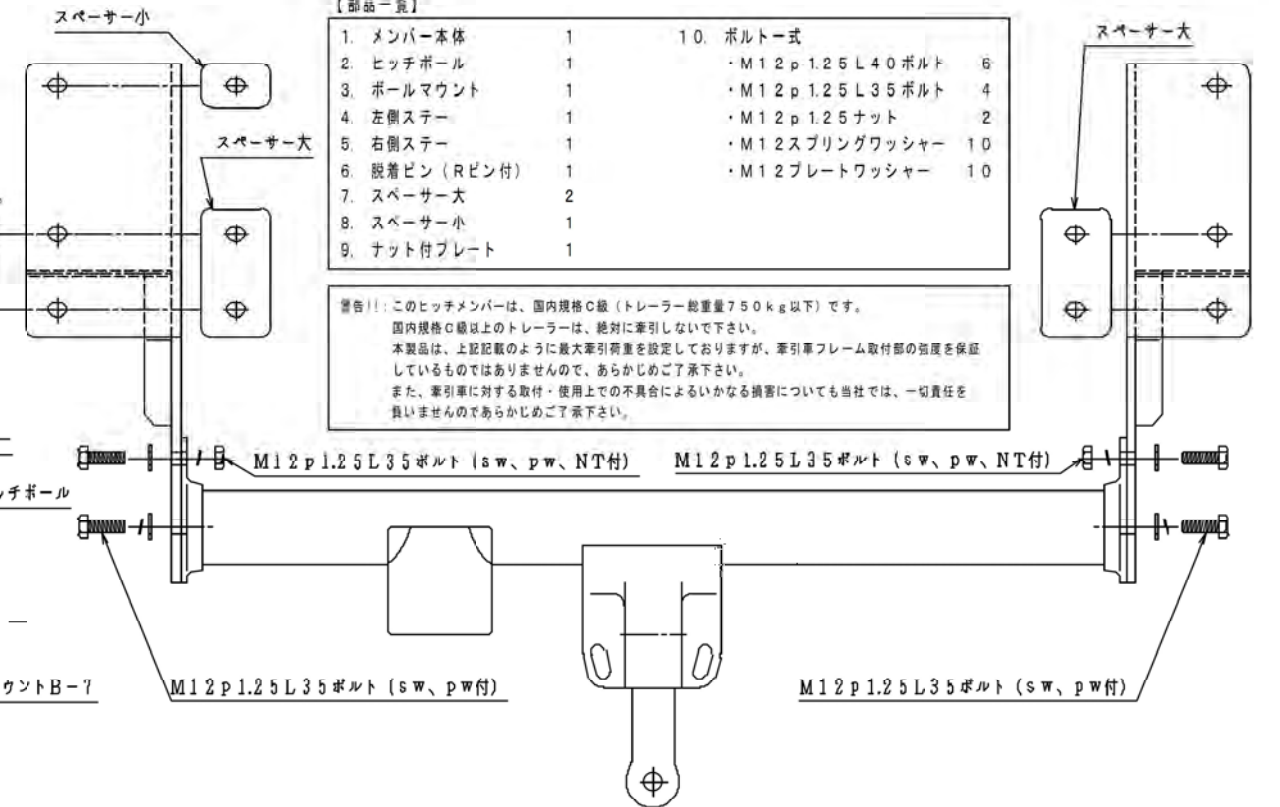 スペーサー小
【部品一覧】
1. メンバー本体 1
2. ヒッチボール 1
3. ボールマウント 1
4. 左側ステー 1
5. 右側ステー 1
6. 脱着ピン(Rピン付) 1
7. スペーサー大 2
8. スペーサー小 1
9. ナット付プレート 1
10. ボルト一式
・M12p1.25L40ボルト 6
・M12p1.25L35ボルト 4
・M12p1.25ナット 2
・M12スプリングワッシャー 10
・M12プレートワッシャー 10
スペーサー大
スペーサー大
警告!!:このヒッチメンバーは、国内規格C級(トレーラー総重量750kg以下)です。
国内規格C級以上のトレーラーは、絶対に牽引しないで下さい。
本製品は、上記記載のように最大牽引荷重を設定しておりますが、牽引車フレーム取付部の強度を保証
しているものではありませんので、あらかじめご了承下さい。
また、牽引車に対する取付・使用上での不具合によるいかなる損害についても当社では、一切責任を
負いませんのであらかじめご了承下さい。
M12p1.25L35ボルト(sw、pw、NT付)
M12p1.25L35ボルト(sw、pw、NT付)
ッチボール
ウントB-7
M12p1.25L35ボルト(sw、pw付)
M12p1.25L35ボルト(sw、pw付)